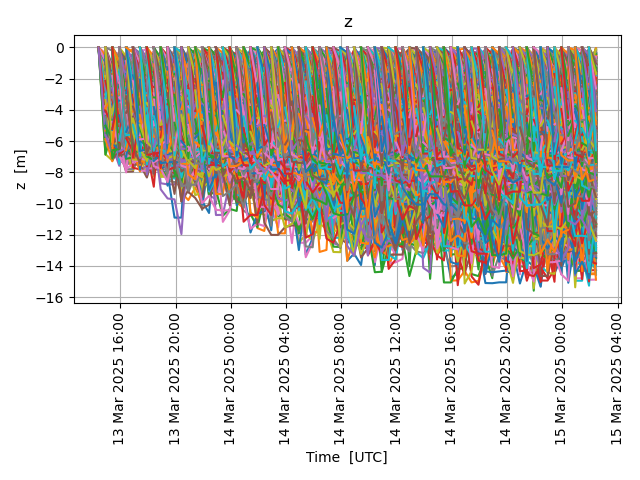 z
0
−2
−4
−6
−8
−10
−12
−14
−16
z [m]
13 Mar 2025 16:00
13 Mar 2025 20:00
14 Mar 2025 00:00
14 Mar 2025 04:00
14 Mar 2025 08:00
14 Mar 2025 12:00
14 Mar 2025 16:00
14 Mar 2025 20:00
15 Mar 2025 00:00
15 Mar 2025 04:00
Time [UTC]